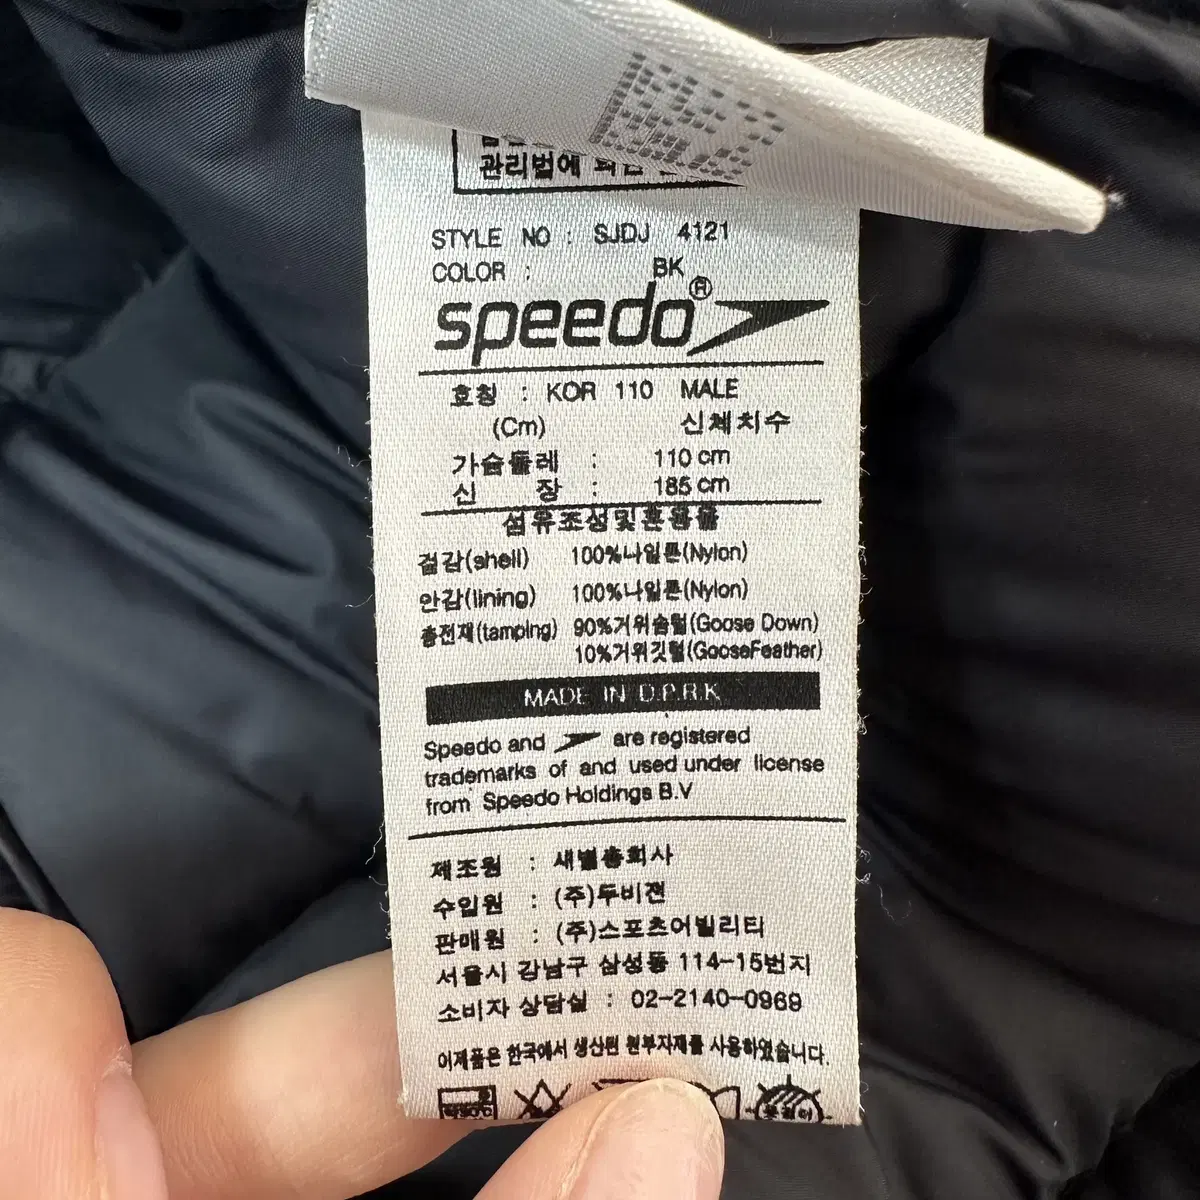 관리법에
STYLE NO : SJDJ 4121
COLOR : BK
speedo®
호칭 : KOR 110 MALE
(Cm) 신체치수
가슴둘레 : 110 cm
신 장 : 185 cm
섬유조성및혼용율
겉감(shell) 100%나일론(Nylon)
안감(lining) 100%나일론(Nylon)
충전재(tamping) 90%거위솜털(Goose Down)
10%거위깃털(GooseFeather)
MADE IN D.P.R.K
Speedo and are registered
trademarks of and used under license
from Speedo Holdings B.V
제조원 : 새별총회사
수입원 : (주)두비전
판매원 : (주)스포츠어빌리티
서울시 강남구 삼성동 114-15번지
소비자 상담실 : 02-2140-0969
이제품은 한국에서 생산된 원부자재를 사용하였습니다.